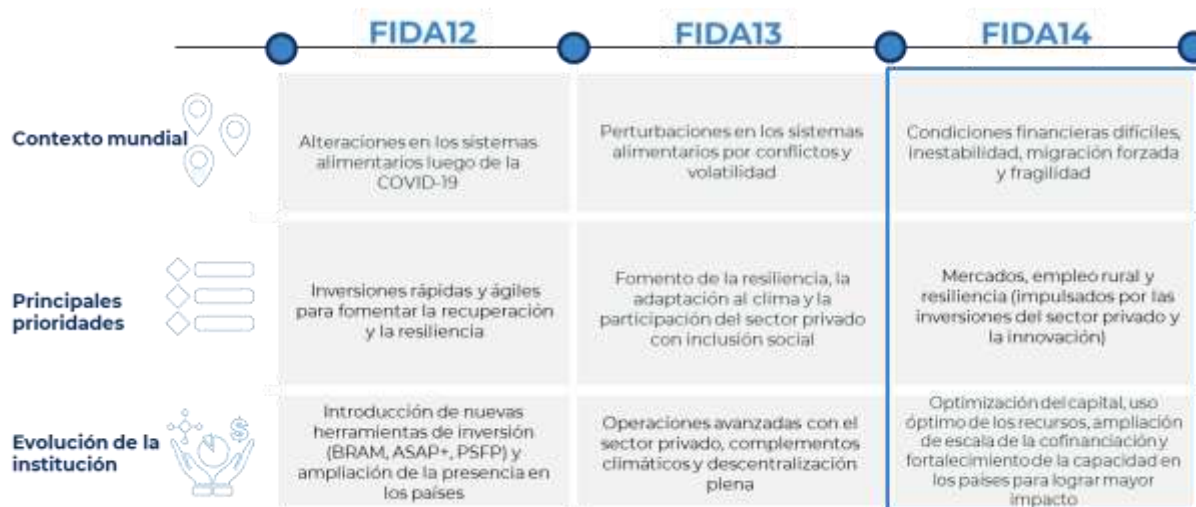 FIDA12
FIDA13
FIDA14
Contexto mundial
Alteraciones en los sistemas
alimentarios luego de la
COVID-19
Perturbaciones en los sistemas
alimentarios por conflictos y
volatilidad
Condiciones financieras difíciles,
inestabilidad, migración forzada
y fragilidad
Principales
prioridades
Inversiones rápidas y ágiles
para fomentar la recuperación
y la resiliencia
Fomento de la resiliencia, la
adaptación al clima y la
participación del sector privado
con inclusión social
Mercados, empleo rural y
resiliencia (impulsados por las
inversiones del sector privado y
la innovación)
Evolución de la
institución
Introducción de nuevas
herramientas de inversión
(BRAM, ASAP+, PSFP) y
ampliación de la presencia en
los países
Operaciones avanzadas con el
sector privado, complementos
climáticos y descentralización
plena
Optimización del capital, uso
óptimo de los recursos, ampliación
de escala de la cofinanciación y
fortalecimiento de la capacidad en
los países para lograr mayor
impacto